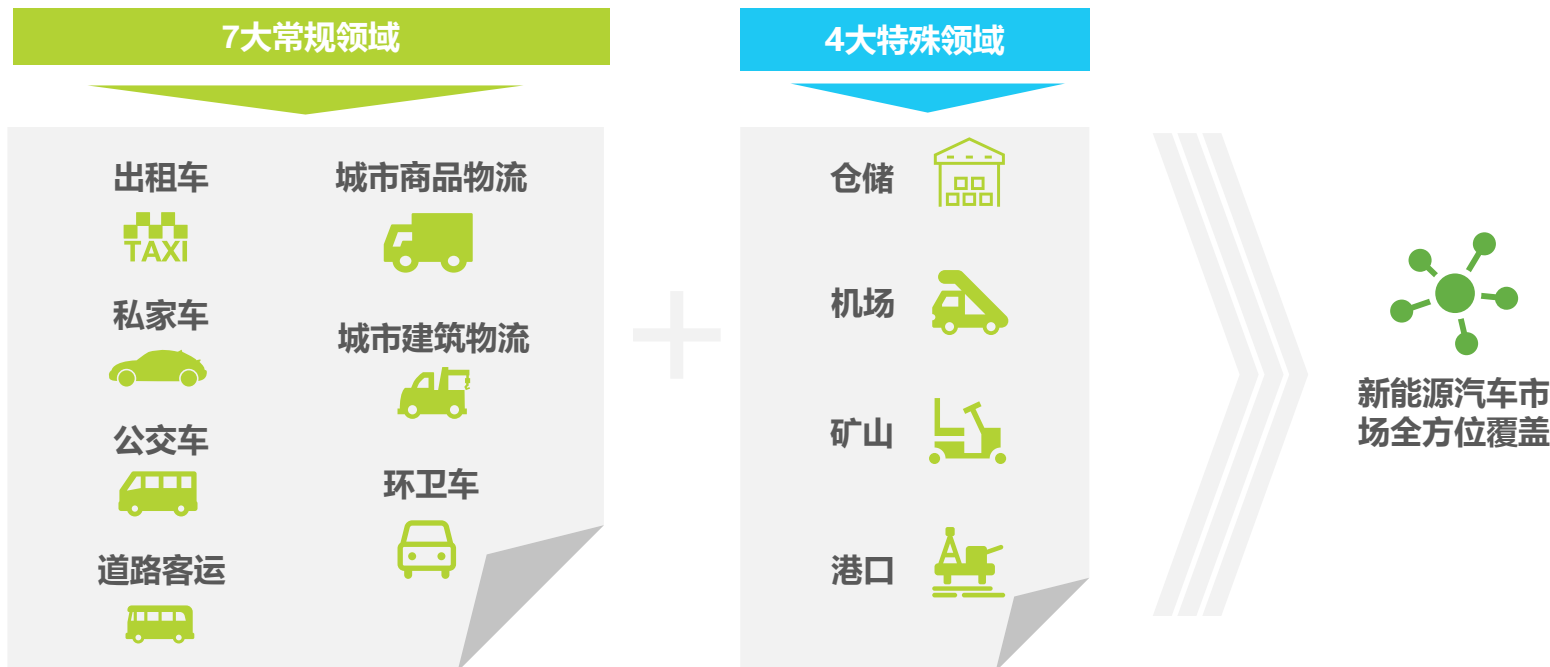 7大常规领域
出租车
TAXI
私家车
公交车
道路客运
城市商品物流
城市建筑物流
环卫车
4大特殊领域
仓储
机场
矿山
港口
新能源汽车市
场全方位覆盖